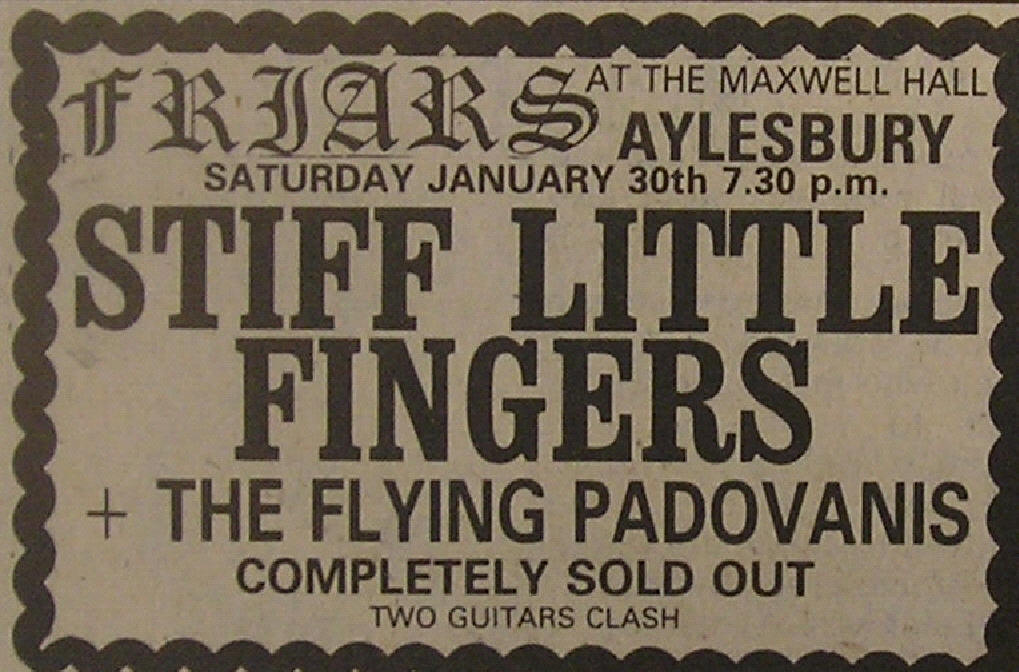 FRIARS AT THE MAXWELL HALL
AYLESBURY
SATURDAY JANUARY 30th 7.30 p.m.
STIFF LITTLE
FINGERS
+ THE FLYING PADOVANIS
COMPLETELY SOLD OUT
TWO GUITARS CLASH